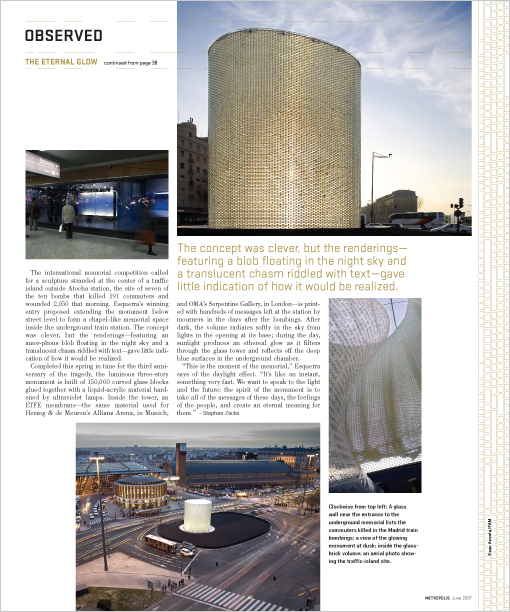 OBSERVED
THE ETERNAL GLOW continued from page 38
The concept was clever, but the renderings—
featuring a blob floating in the night sky and
a translucent chasm riddled with text—gave
little indication of how it would be realized.
The international memorial competition called
for a sculpture stranded at the center of a traffic
island outside Atocha station, the site of seven of
the ten bombs that killed 191 commuters and
wounded 2,050 that morning. Esquerra's winning
entry proposed extending the monument below
street level to form a chapel-like memorial space
inside the underground train station. The concept
was clever, but the renderings—featuring an
amor-phous blob floating in the night sky and a
translucent chasm riddled with text—gave little indi-
cation of how it would be realized.
Completed this spring in time for the third anni-
versary of the tragedy, the luminous three-story
monument is built of 150,000 curved glass blocks
glued together with a liquid-acrylic material hard-
ened by ultraviolet lamps. Inside the tower, an
ETFE membrane—the same material used for
Herzog & de Meuron's Allianz Arena, in Munich,
and OMA's Serpentine Gallery, in London—is print-
ed with hundreds of messages left at the station by
mourners in the days after the bombings. After
dark, the volume radiates softly in the sky from
lights in the opening at its base; during the day,
sunlight produces an ethereal glow as it filters
through the glass tower and reflects off the deep
blue surfaces in the underground chamber.
"This is the moment of the memorial," Esquerra
says of the daylight effect. "It's like an instant,
something very fast. We want to speak to the light
and the future: the spirit of the monument is to
take all of the messages of these days, the feelings
of the people, and create an eternal meaning for
them." —Stephen Zacks
Clockwise from top left: A glass
wall near the entrance to the
underground memorial lists the
commuters killed in the Madrid train
bombings; a view of the glowing
monument at dusk; inside the glass-
brick volume; an aerial photo show-
ing the traffic-island site.
METROPOLIS June 2007